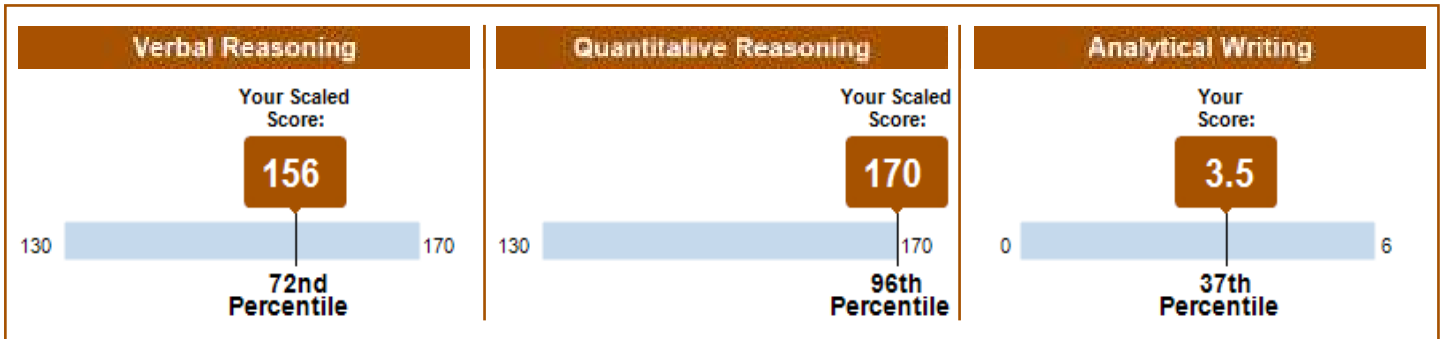 Verbal Reasoning
Your Scaled
Score:
156
130
170
72nd
Percentile
Quantitative Reasoning
Your Scaled
Score:
170
130
170
96th
Percentile
Analytical Writing
Your
Score:
3.5
0
6
37th
Percentile